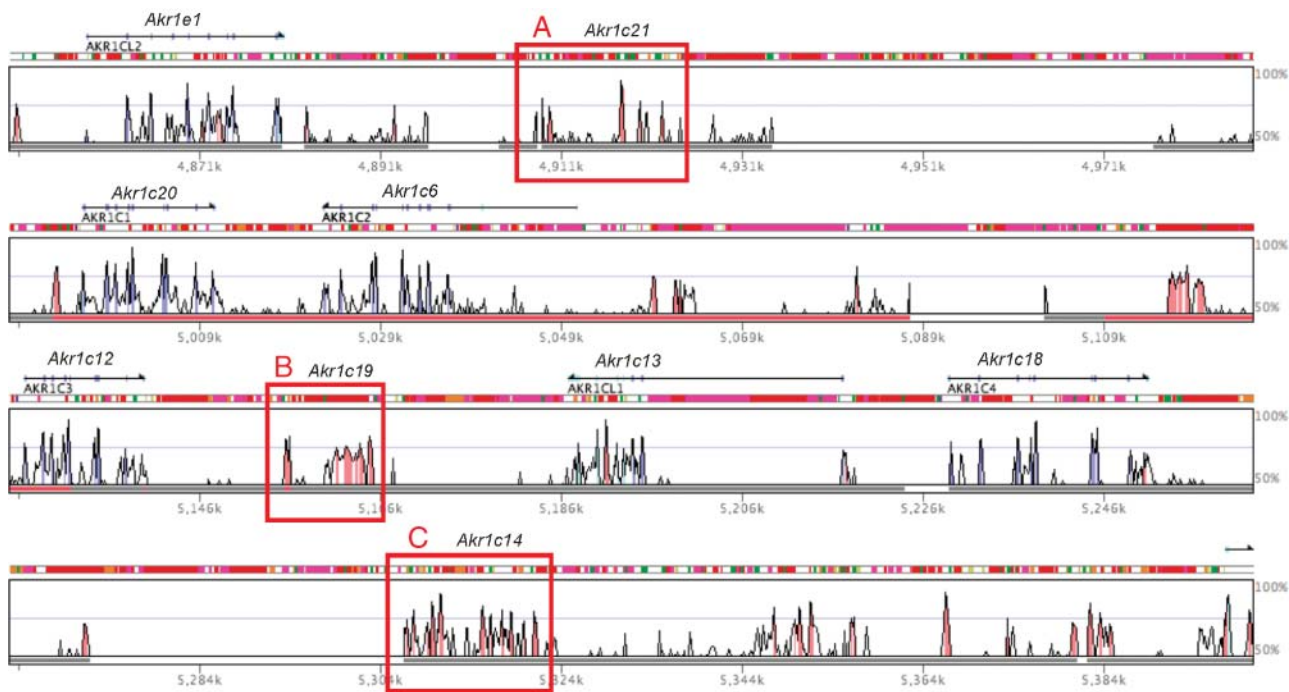 Akr1e1 A Akr1c21
AKR1CL2
100%
50%
4,871k 4,891k 4,911k 4,931k 4,951k 4,971k
Akr1c20 Akr1c6
AKR1C1 AKR1C2
100%
50%
5,009k 5,029k 5,049k 5,069k 5,089k 5,109k
Akr1c12 B Akr1c19 Akr1c13 Akr1c18
AKR1C3 AKR1CL1 AKR1C4
100%
50%
5,146k 5,166k 5,186k 5,206k 5,226k 5,246k
C Akr1c14
100%
50%
5,284k 5,304k 5,324k 5,344k 5,364k 5,384k